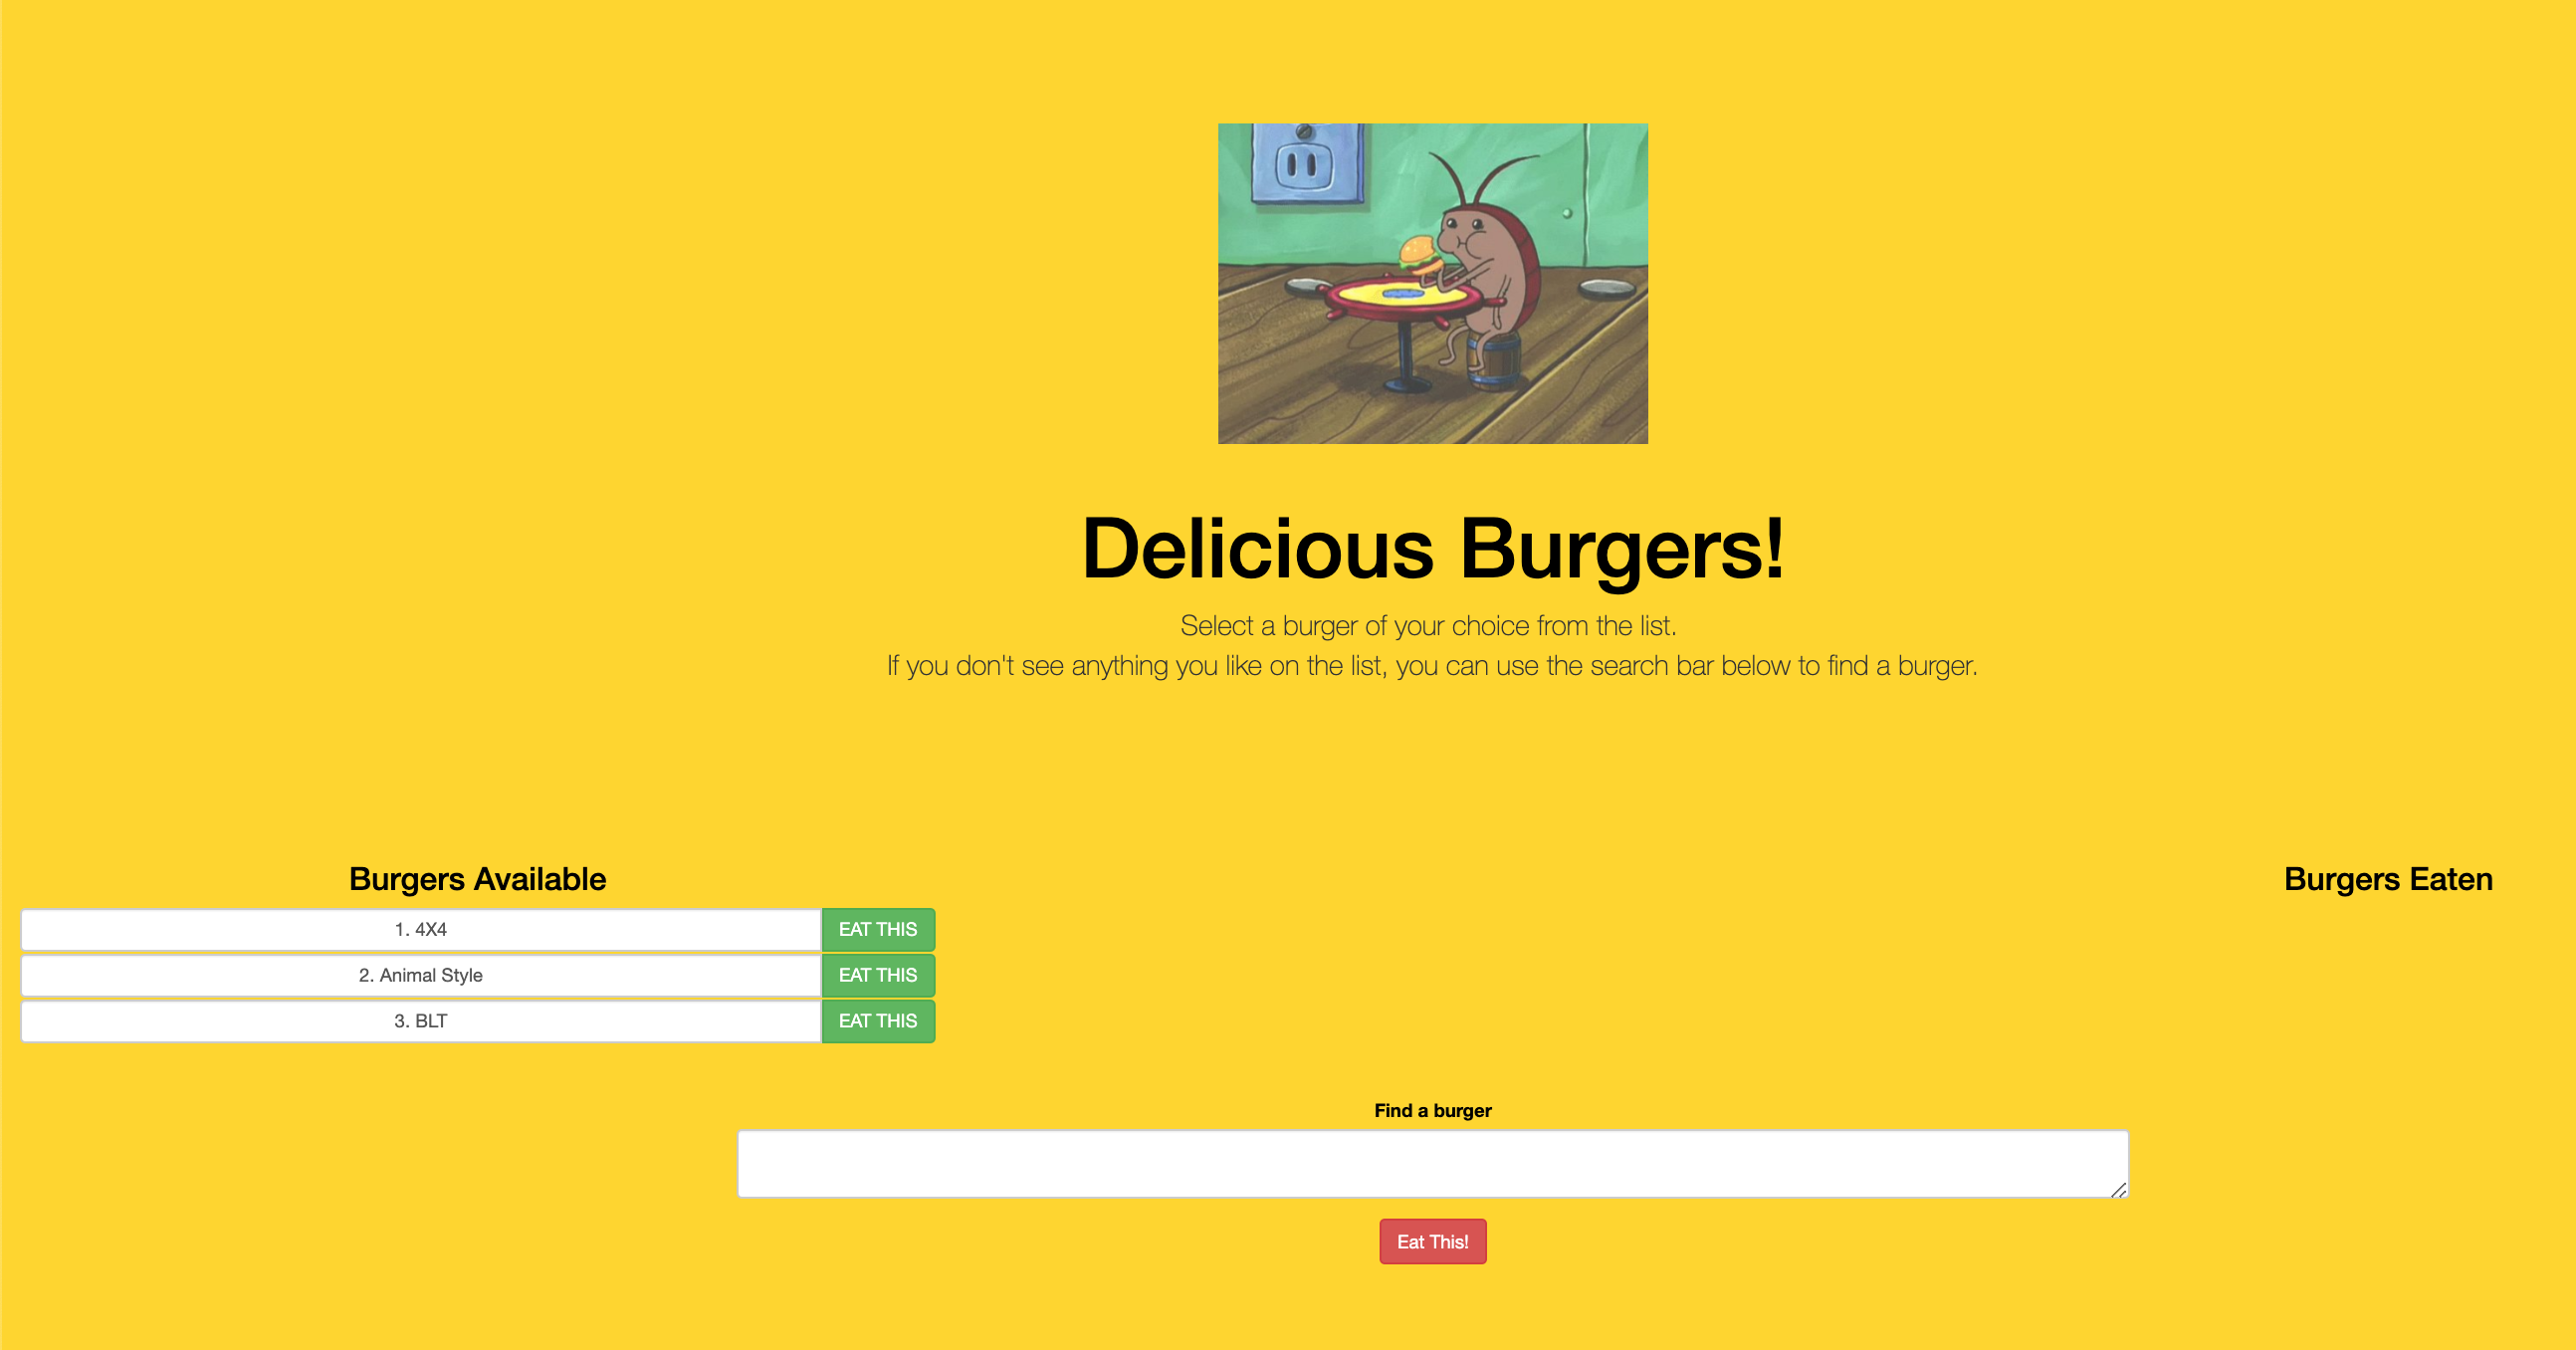 Delicious Burgers!
Select a burger of your choice from the list.
If you don't see anything you like on the list, you can use the search bar below to find a burger.
Burgers Available
1. 4X4 EAT THIS
2. Animal Style EAT THIS
3. BLT EAT THIS
Burgers Eaten
Find a burger
Eat This!